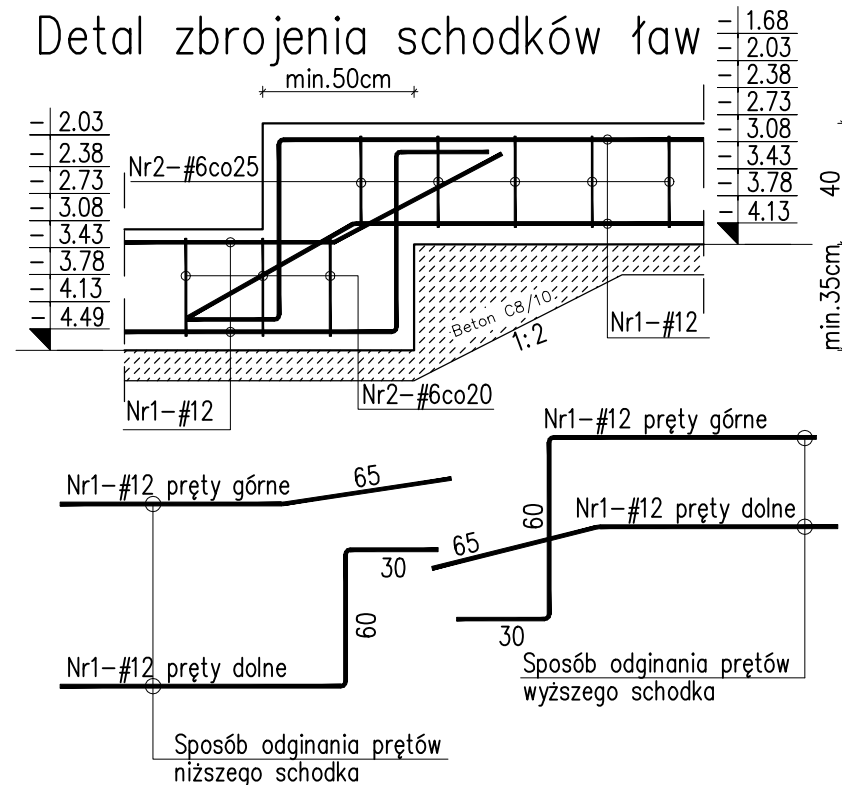 Detal zbrojenia schodków ław
min.50cm
- 1.68
- 2.03
- 2.38
- 2.73
- 3.08
- 3.43
- 3.78
- 4.13
- 2.03
- 2.38
- 2.73
- 3.08
- 3.43
- 3.78
- 4.13
- 4.49
Nr2-#6co25
40
min.35cm
Beton C8/10
1:2
Nr1-#12
Nr2-#6co20
Nr1-#12
Nr1-#12 pręty górne
65
Nr1-#12 pręty górne
Nr1-#12 pręty dolne
60
65
30
60
30
Nr1-#12 pręty dolne
Sposób odginania prętów
wyższego schodka
Sposób odginania prętów
niższego schodka